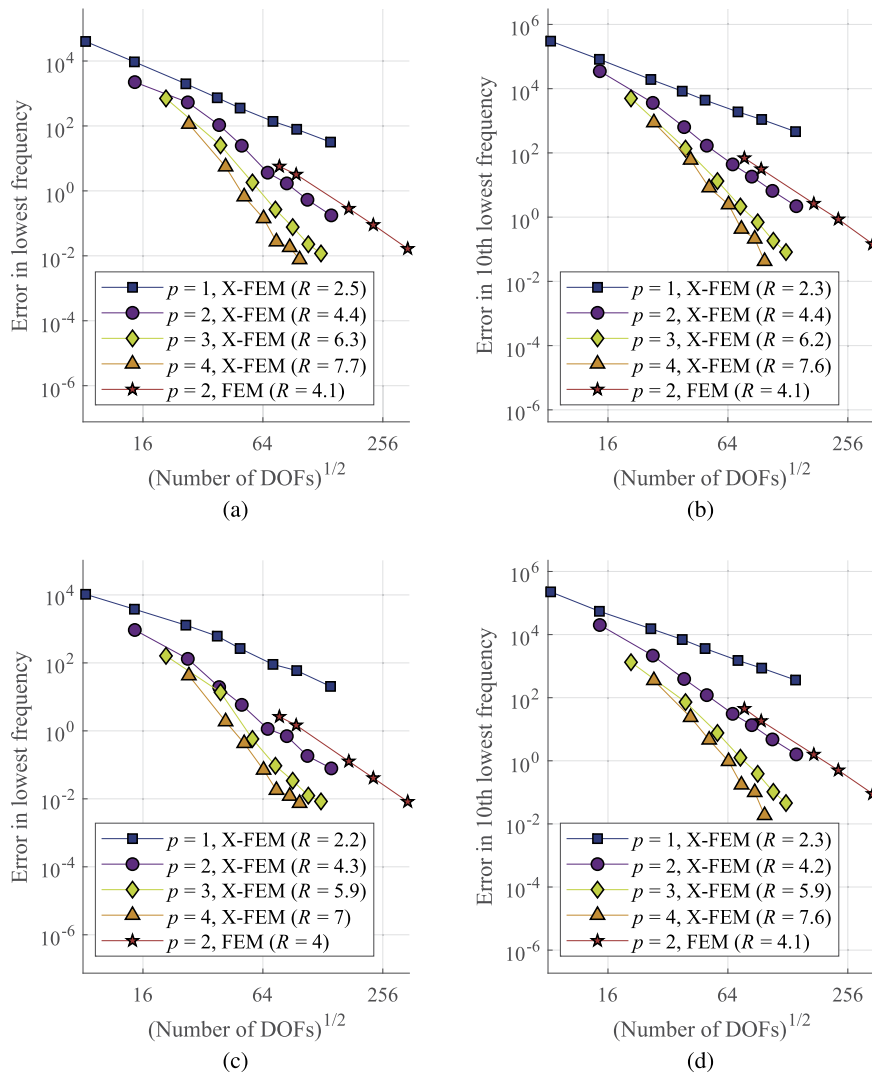 10^4
10^2
10^0
10^-2
10^-4
10^-6
Error in lowest frequency
p = 1, X-FEM (R = 2.5)
p = 2, X-FEM (R = 4.4)
p = 3, X-FEM (R = 6.3)
p = 4, X-FEM (R = 7.7)
p = 2, FEM (R = 4.1)
16
64
256
(Number of DOFs)^1/2
(a)
10^6
10^4
10^2
10^0
10^-2
10^-4
10^-6
Error in 10th lowest frequency
p = 1, X-FEM (R = 2.3)
p = 2, X-FEM (R = 4.4)
p = 3, X-FEM (R = 6.2)
p = 4, X-FEM (R = 7.6)
p = 2, FEM (R = 4.1)
16
64
256
(Number of DOFs)^1/2
(b)
10^4
10^2
10^0
10^-2
10^-4
10^-6
Error in lowest frequency
p = 1, X-FEM (R = 2.2)
p = 2, X-FEM (R = 4.3)
p = 3, X-FEM (R = 5.9)
p = 4, X-FEM (R = 7)
p = 2, FEM (R = 4)
16
64
256
(Number of DOFs)^1/2
(c)
10^6
10^4
10^2
10^0
10^-2
10^-4
10^-6
Error in 10th lowest frequency
p = 1, X-FEM (R = 2.3)
p = 2, X-FEM (R = 4.2)
p = 3, X-FEM (R = 5.9)
p = 4, X-FEM (R = 7.6)
p = 2, FEM (R = 4.1)
16
64
256
(Number of DOFs)^1/2
(d)